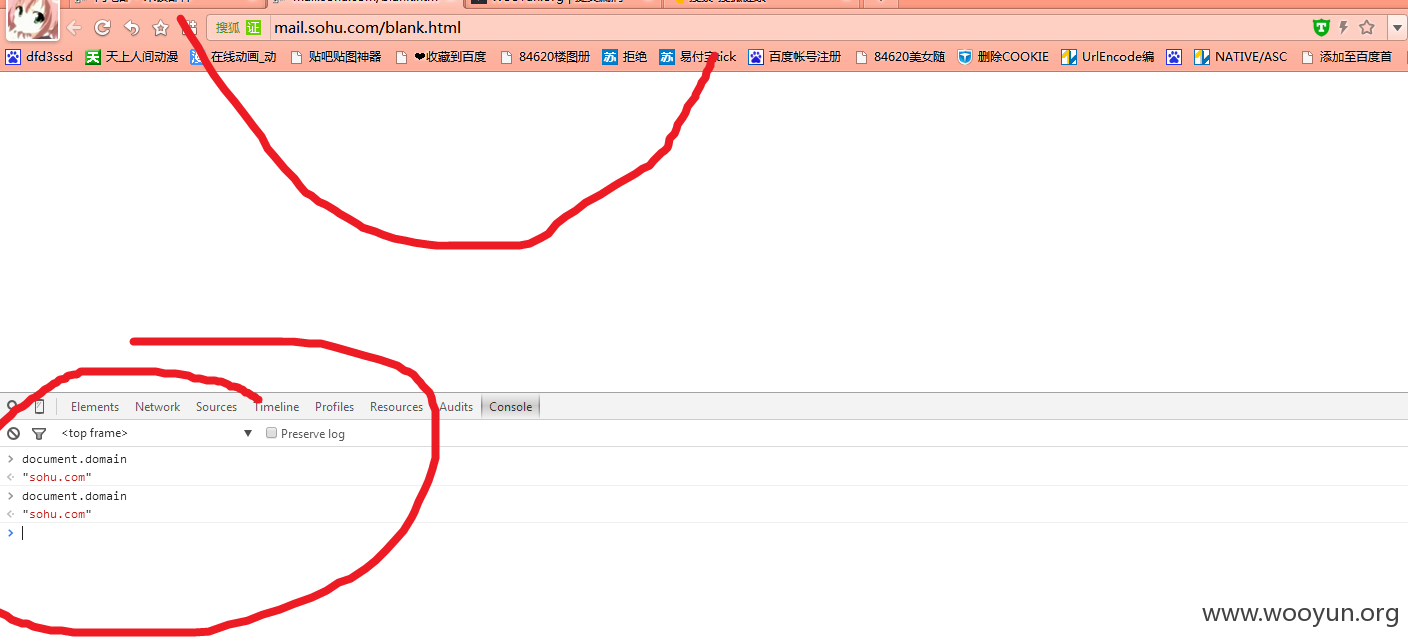 WooYun.org |
搜狐 证 mail.sohu.com/blank.html
dfd3ssd 天上人间动漫 在线动画_动 贴吧贴图神器 ❤收藏到百度 84620楼图册 拒绝 易付宝tick 百度帐号注册 84620美女随 删除COOKIE UrlEncode编 NATIVE/ASC 添加至百度首
Elements Network Sources Timeline Profiles Resources Audits Console
<top frame> Preserve log
document.domain
"sohu.com"
document.domain
"sohu.com"
www.wooyun.org